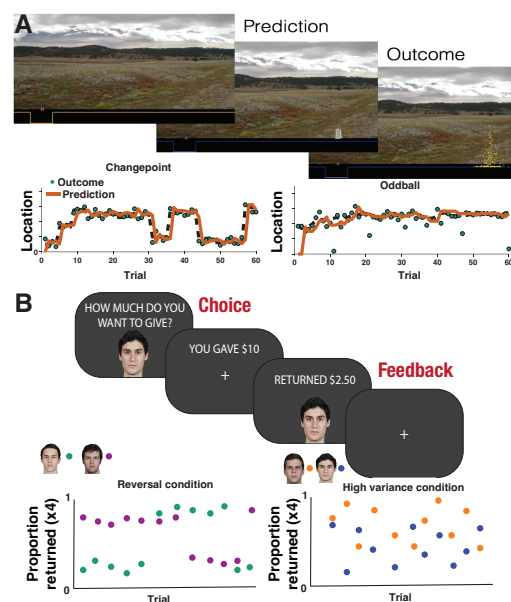 A
Prediction
Outcome
Changepoint
Outcome
Prediction
Location
0
0 10 20 30 40 50 60
Trial
Oddball
Location
0 10 20 30 40 50 60
Trial
B
HOW MUCH DO YOU
WANT TO GIVE?
Choice
YOU GAVE $10
+
RETURNED $2.50
Feedback
+
Reversal condition
Proportion
returned (x4)
1
0
Trial
High variance condition
Proportion
returned (x4)
1
0
Trial